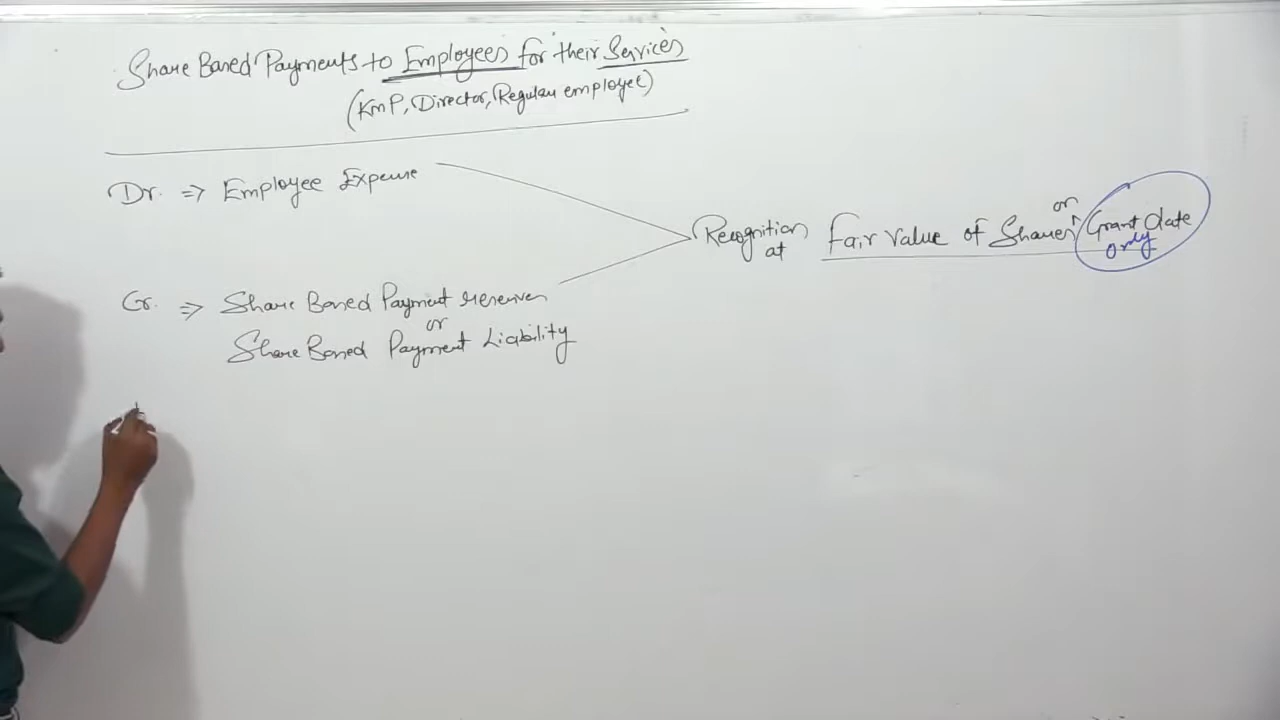 Share Based Payments to Employees for their Services
(KMP, Director, Regular employee)
Dr. => Employee Expense
Cr. => Share Based Payment reserves
or
Share Based Payment Liability
Recognition at Fair Value of Shares on Grant date only